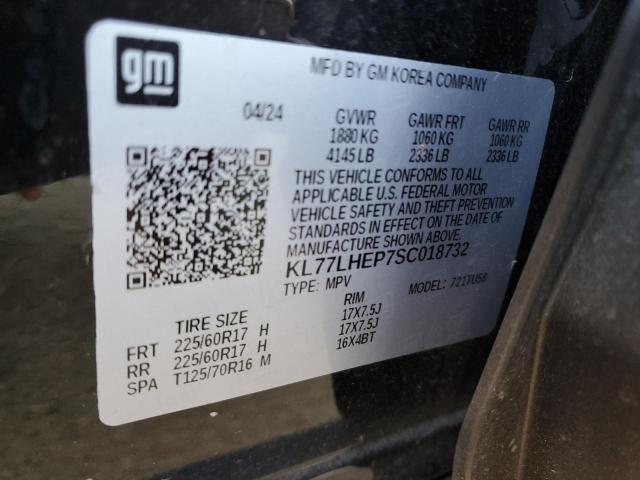 gm
MFD BY GM KOREA COMPANY
04/24 GVWR GAWR FRT GAWR RR
1880 KG 1060 KG 1060 KG
4145 LB 2336 LB 2336 LB
THIS VEHICLE CONFORMS TO ALL
APPLICABLE U.S. FEDERAL MOTOR
VEHICLE SAFETY AND THEFT PREVENTION
STANDARDS IN EFFECT ON THE DATE OF
MANUFACTURE SHOWN ABOVE.
KL77LHEP7SC018732
TYPE: MPV MODEL: 721TU58
TIRE SIZE RIM
FRT 225/60R17 H 17X7.5J
RR 225/60R17 H 17X7.5J
SPA T125/70R16 M 16X4BT